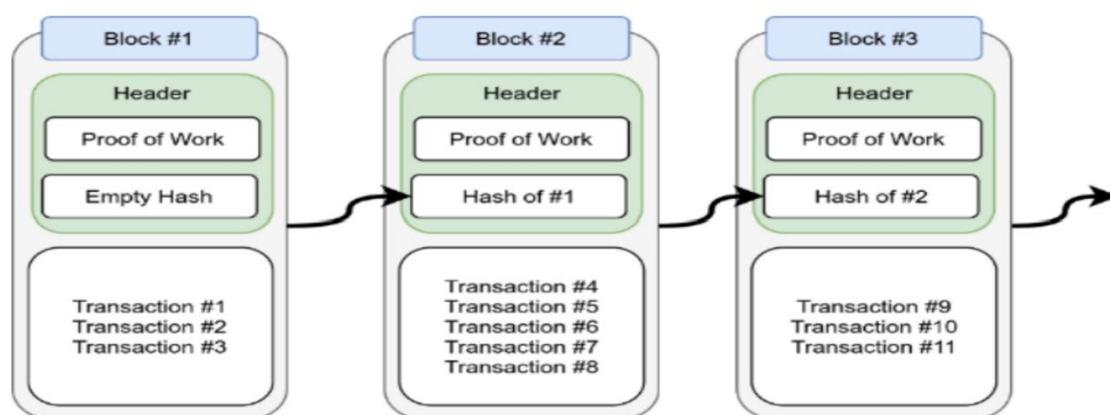 Block #1
Header
Proof of Work
Empty Hash
Transaction #1
Transaction #2
Transaction #3
Block #2
Header
Proof of Work
Hash of #1
Transaction #4
Transaction #5
Transaction #6
Transaction #7
Transaction #8
Block #3
Header
Proof of Work
Hash of #2
Transaction #9
Transaction #10
Transaction #11